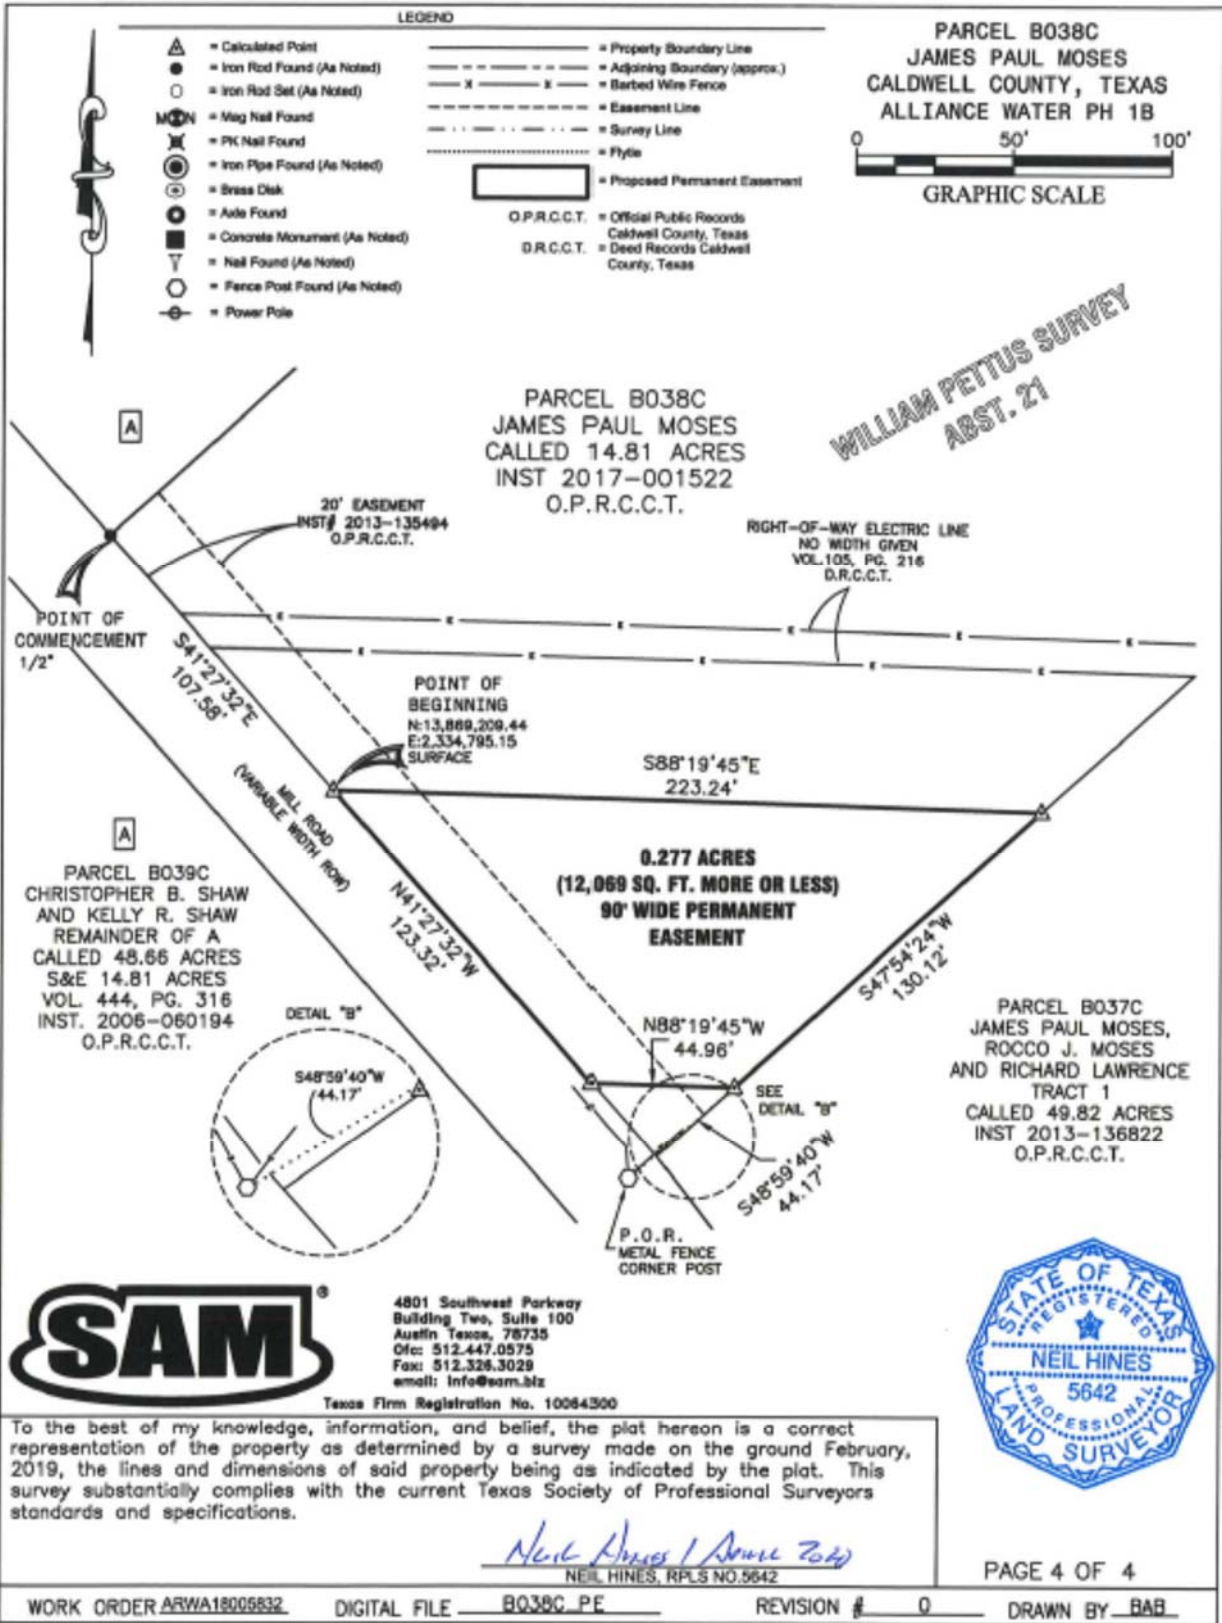 LEGEND
= Calculated Point
= Iron Rod Found (As Noted)
= Iron Rod Set (As Noted)
= Mag Nail Found
= PK Nail Found
= Iron Pipe Found (As Noted)
= Brass Disk
= Axle Found
= Concrete Monument (As Noted)
= Nail Found (As Noted)
= Fence Post Found (As Noted)
= Power Pole
= Property Boundary Line
= Adjoining Boundary (approx.)
= Barbed Wire Fence
= Easement Line
= Survey Line
= Flytie
= Proposed Permanent Easement
O.P.R.C.C.T. = Official Public Records
Caldwell County, Texas
D.R.C.C.T. = Deed Records Caldwell
County, Texas
PARCEL B038C
JAMES PAUL MOSES
CALDWELL COUNTY, TEXAS
ALLIANCE WATER PH 1B
0 50' 100'
GRAPHIC SCALE
WILLIAM PETTUS SURVEY
ABST. 21
A
PARCEL B038C
JAMES PAUL MOSES
CALLED 14.81 ACRES
INST 2017-001522
O.P.R.C.C.T.
20' EASEMENT
INST# 2013-135494
O.P.R.C.C.T.
RIGHT-OF-WAY ELECTRIC LINE
NO WIDTH GIVEN
VOL.105, PG. 216
D.R.C.C.T.
POINT OF
COMMENCEMENT
1/2"
S41°27'32"E
107.58'
POINT OF
BEGINNING
N:13,869,209.44
E:2,334,795.15
SURFACE
S88°19'45"E
223.24'
MILL ROAD
(VARIABLE WIDTH ROW)
A
PARCEL B039C
CHRISTOPHER B. SHAW
AND KELLY R. SHAW
REMAINDER OF A
CALLED 48.66 ACRES
S&E 14.81 ACRES
VOL. 444, PG. 316
INST. 2006-060194
O.P.R.C.C.T.
0.277 ACRES
(12,069 SQ. FT. MORE OR LESS)
90' WIDE PERMANENT
EASEMENT
N41°27'32"W
123.32'
S47°54'24"W
130.12'
N88°19'45"W
44.96'
PARCEL B037C
JAMES PAUL MOSES,
ROCCO J. MOSES
AND RICHARD LAWRENCE
TRACT 1
CALLED 49.82 ACRES
INST 2013-136822
O.P.R.C.C.T.
DETAIL "B"
S48°59'40"W
44.17'
SEE
DETAIL "B"
S48°59'40"W
44.17'
P.O.R.
METAL FENCE
CORNER POST
SAM®
4801 Southwest Parkway
Building Two, Suite 100
Austin Texas, 78735
Ofc: 512.447.0575
Fax: 512.326.3029
email: info@sam.biz
Texas Firm Registration No. 10064300
STATE OF TEXAS
REGISTERED
NEIL HINES
5642
PROFESSIONAL
LAND SURVEYOR
To the best of my knowledge, information, and belief, the plat hereon is a correct
representation of the property as determined by a survey made on the ground February,
2019, the lines and dimensions of said property being as indicated by the plat. This
survey substantially complies with the current Texas Society of Professional Surveyors
standards and specifications.
Neil Hines 1 April 2020
NEIL HINES, RPLS NO.5642
PAGE 4 OF 4
WORK ORDER ARWA18005832 DIGITAL FILE B038C_PE REVISION # 0 DRAWN BY BAB